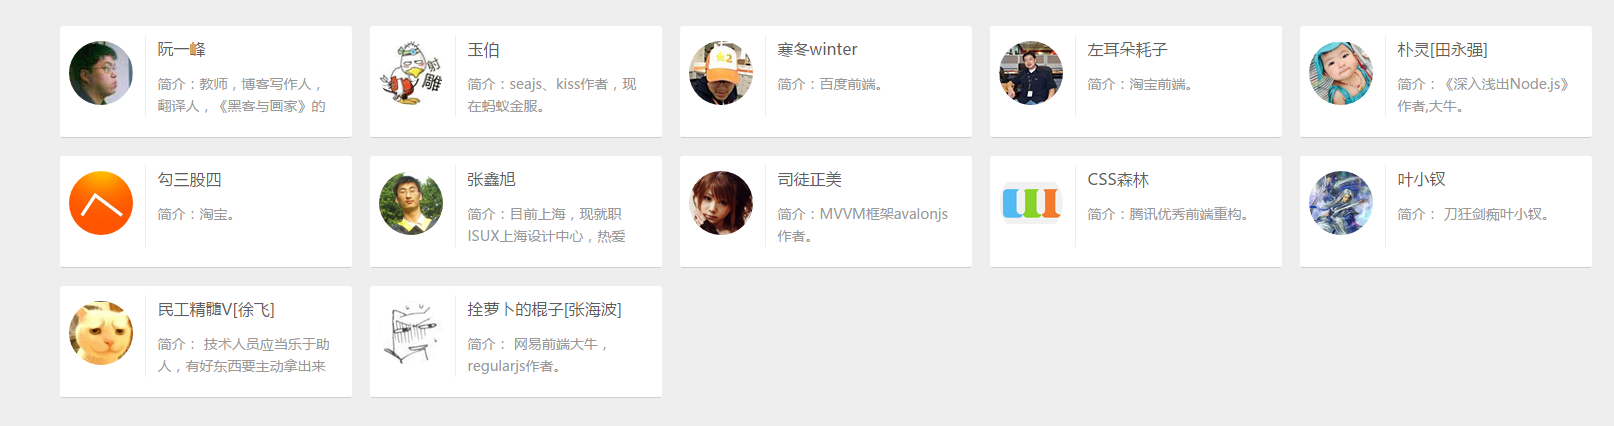 阮一峰
简介：教师，博客写作人，
翻译人，《黑客与画家》的
玉伯
简介：seajs、kiss作者，现
在蚂蚁金服。
寒冬winter
简介：百度前端。
左耳朵耗子
简介：淘宝前端。
朴灵[田永强]
简介：《深入浅出Node.js》
作者,大牛。
勾三股四
简介：淘宝。
张鑫旭
简介：目前上海，现就职
ISUX上海设计中心，热爱
司徒正美
简介：MVVM框架avalonjs
作者。
CSS森林
简介：腾讯优秀前端重构。
叶小钗
简介： 刀狂剑痴叶小钗。
民工精髓V[徐飞]
简介： 技术人员应当乐于助
人，有好东西要主动拿出来
拴萝卜的棍子[张海波]
简介： 网易前端大牛，
regularjs作者。